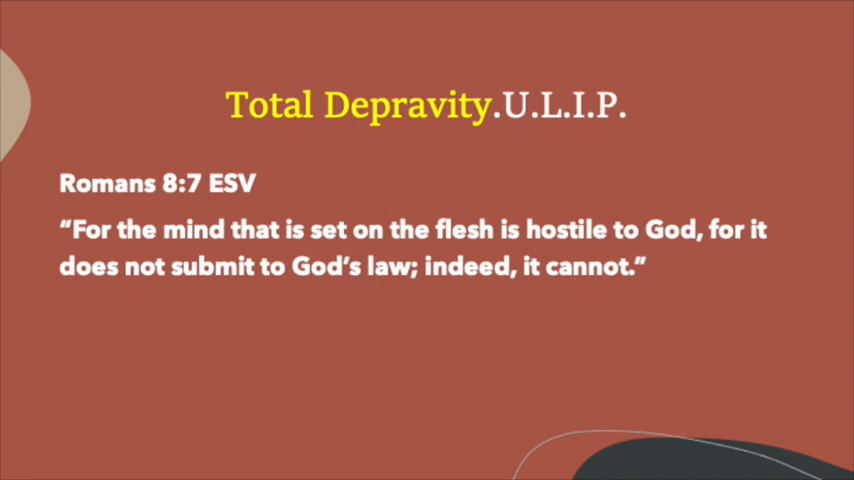 Total Depravity.U.L.I.P.
Romans 8:7 ESV
“For the mind that is set on the flesh is hostile to God, for it
does not submit to God’s law; indeed, it cannot.”